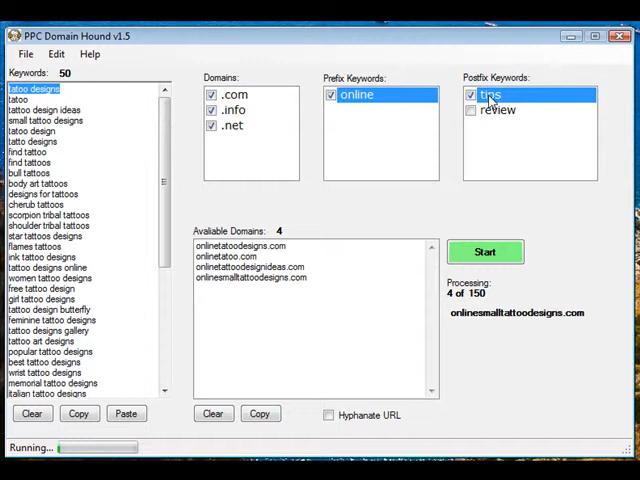 PPC Domain Hound v1.5
File Edit Help
Keywords: 50
tatoo designs
tatoo
tattoo design ideas
small tattoo designs
tatoo design
tatto designs
find tattoo
find tattoo
bull tattoos
body art tattoos
designs for tattoos
cherub tattoos
scorpion tribal tattoos
shoulder tribal tattoos
star tattoo designs
flames tattoos
ink tattoo designs
tattoo designs online
women tattoo designs
free tattoo design
girl tattoo designs
tattoo design butterfly
feminine tattoo designs
tattoo designs gallery
art tattoo designs
popular tattoo designs
best tattoo designs
wrist tattoo designs
memorial tattoo designs
italian tattoo designs
Clear Copy Paste
Domains:
.com
.info
.net
Prefix Keywords:
online
Postfix Keywords:
tips
review
Avaliable Domains: 4
onlinetatoodesigns.com
onlinetatoo.com
onlinetattoodesignideas.com
onlinesmalltattoodesigns.com
Start
Processing:
4 of 150
onlinesmalltattoodesigns.com
Clear Copy
Hyphanate URL
Running...